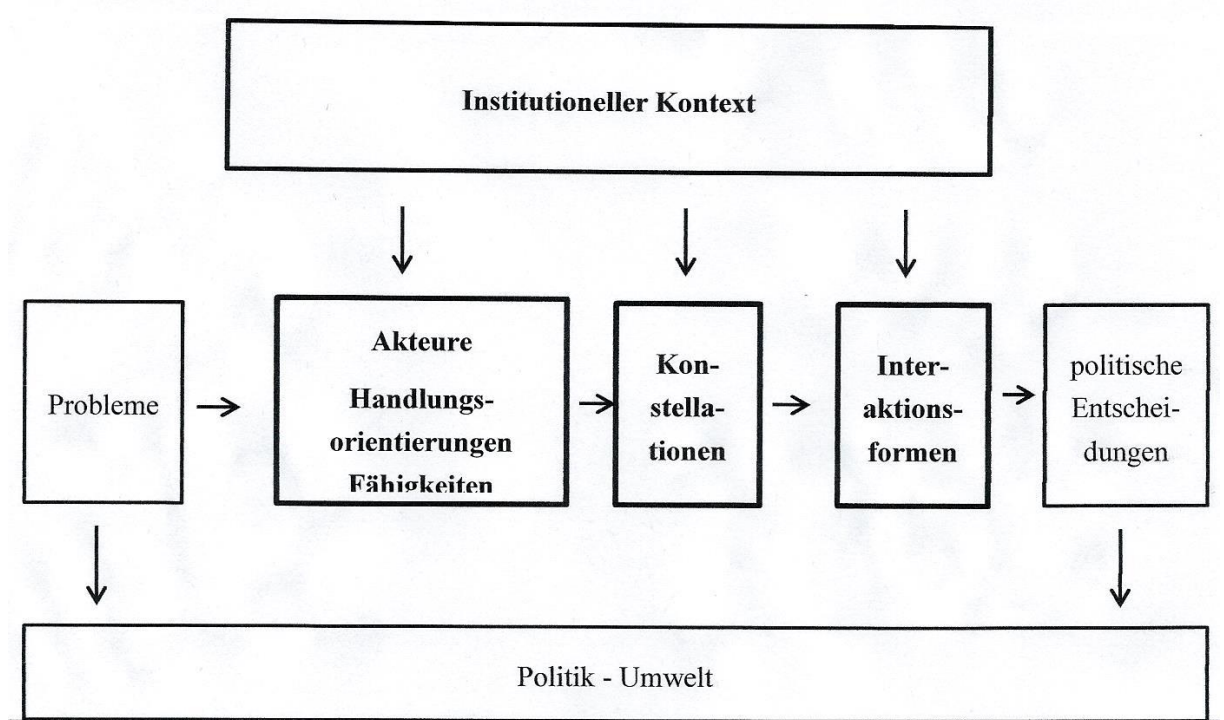 Institutioneller Kontext
Probleme
Akteure
Handlungs-
orientierungen
Fähigkeiten
Kon-
stella-
tionen
Inter-
aktions-
formen
politische
Entschei-
dungen
Politik - Umwelt